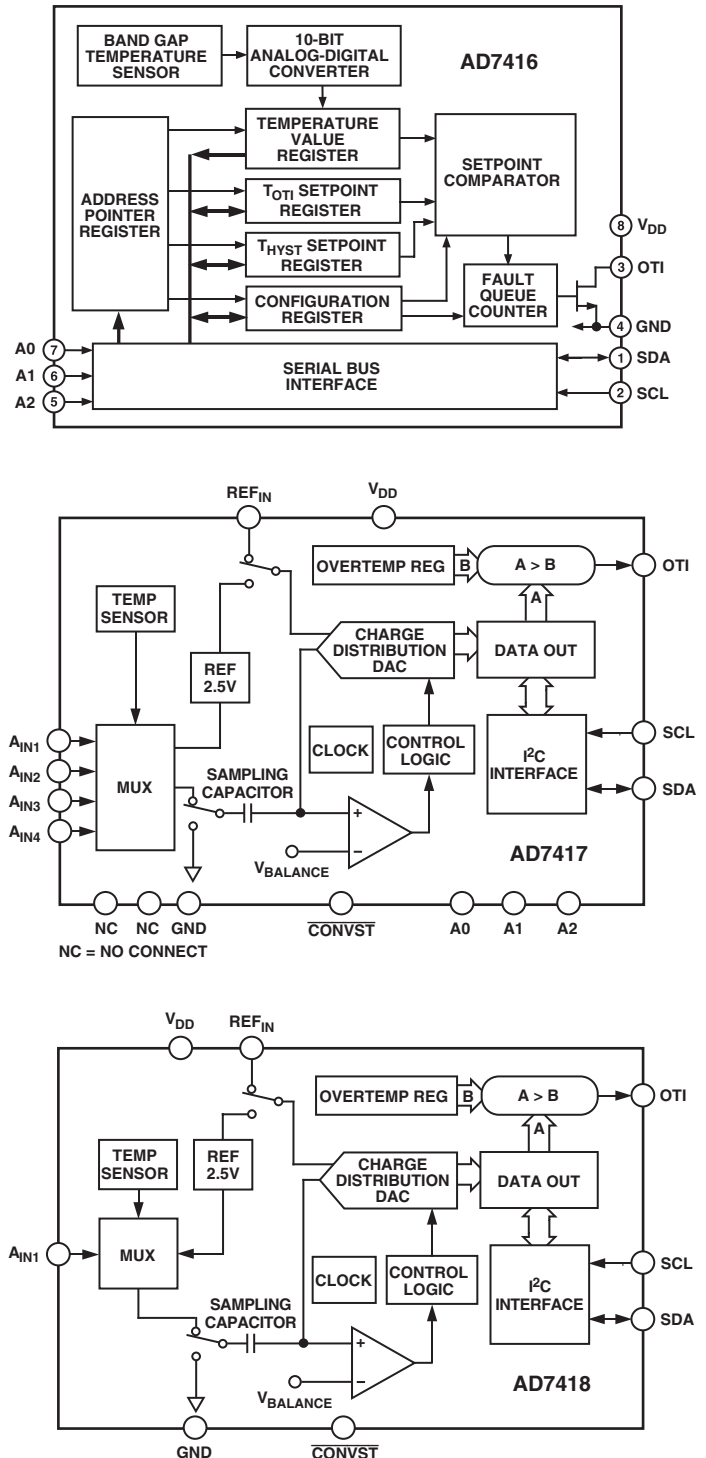 BAND GAP
TEMPERATURE
SENSOR
10-BIT
ANALOG-DIGITAL
CONVERTER
AD7416
ADDRESS
POINTER
REGISTER
TEMPERATURE
VALUE
REGISTER
SETPOINT
COMPARATOR
TOTI SETPOINT
REGISTER
THYST SETPOINT
REGISTER
CONFIGURATION
REGISTER
FAULT
QUEUE
COUNTER
8 VDD
3 OTI
4 GND
1 SDA
2 SCL
A0 7
A1 6
A2 5
SERIAL BUS
INTERFACE
REFIN
VDD
OVERTEMP REG
B
A > B
OTI
A
TEMP
SENSOR
REF
2.5V
CHARGE
DISTRIBUTION
DAC
DATA OUT
AIN1
AIN2
AIN3
AIN4
MUX
SAMPLING
CAPACITOR
CLOCK
CONTROL
LOGIC
I2C
INTERFACE
SCL
SDA
+
−
VBALANCE
AD7417
NC
NC
GND
CONVST
A0
A1
A2
NC = NO CONNECT
VDD
REFIN
OVERTEMP REG
B
A > B
OTI
A
TEMP
SENSOR
REF
2.5V
CHARGE
DISTRIBUTION
DAC
DATA OUT
AIN1
MUX
SAMPLING
CAPACITOR
CLOCK
CONTROL
LOGIC
I2C
INTERFACE
SCL
SDA
+
−
VBALANCE
AD7418
GND
CONVST